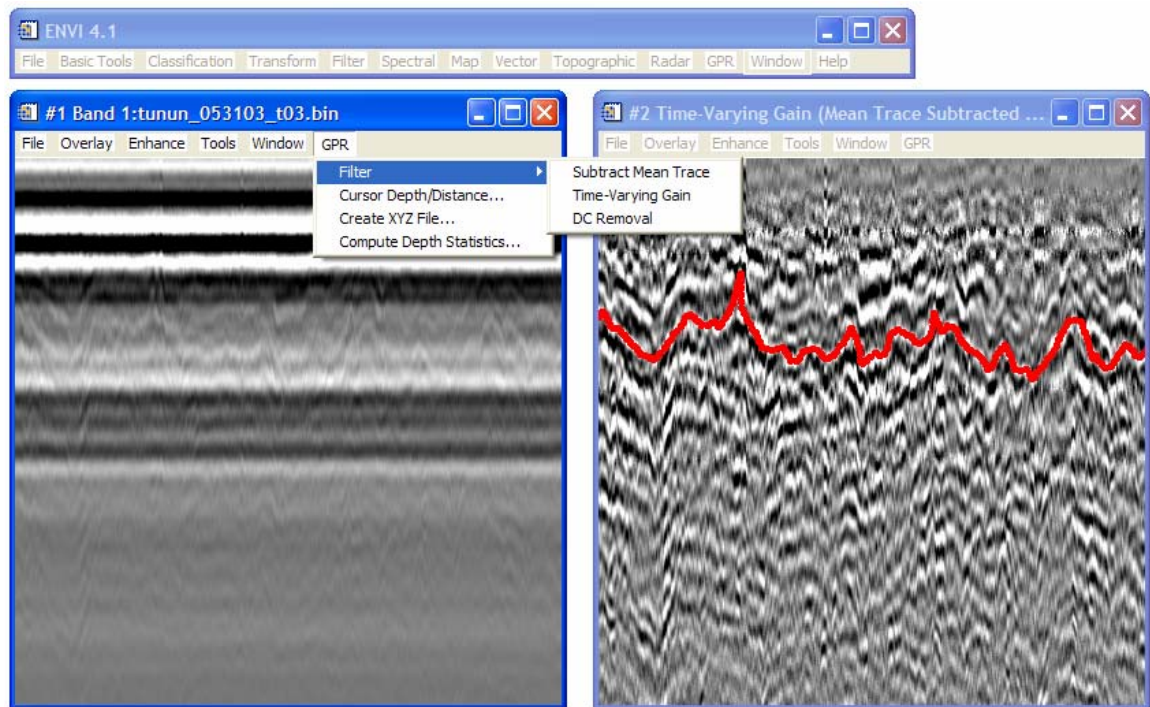 ENVI 4.1
File Basic Tools Classification Transform Filter Spectral Map Vector Topographic Radar GPR Window Help
#1 Band 1:tunun_053103_t03.bin
File Overlay Enhance Tools Window GPR
Filter
Cursor Depth/Distance...
Create XYZ File...
Compute Depth Statistics...
Subtract Mean Trace
Time-Varying Gain
DC Removal
#2 Time-Varying Gain (Mean Trace Subtracted ...
File Overlay Enhance Tools Window GPR